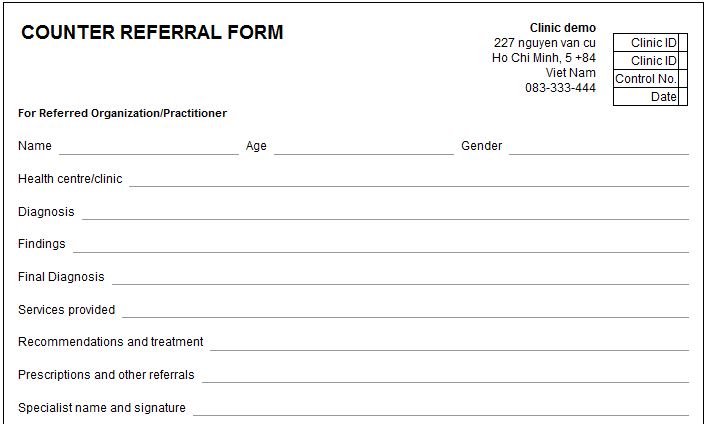 COUNTER REFERRAL FORM
Clinic demo
227 nguyen van cu
Ho Chi Minh, 5 +84
Viet Nam
083-333-444
Clinic ID
Clinic ID
Control No.
Date
For Referred Organization/Practitioner
Name Age Gender
Health centre/clinic
Diagnosis
Findings
Final Diagnosis
Services provided
Recommendations and treatment
Prescriptions and other referrals
Specialist name and signature